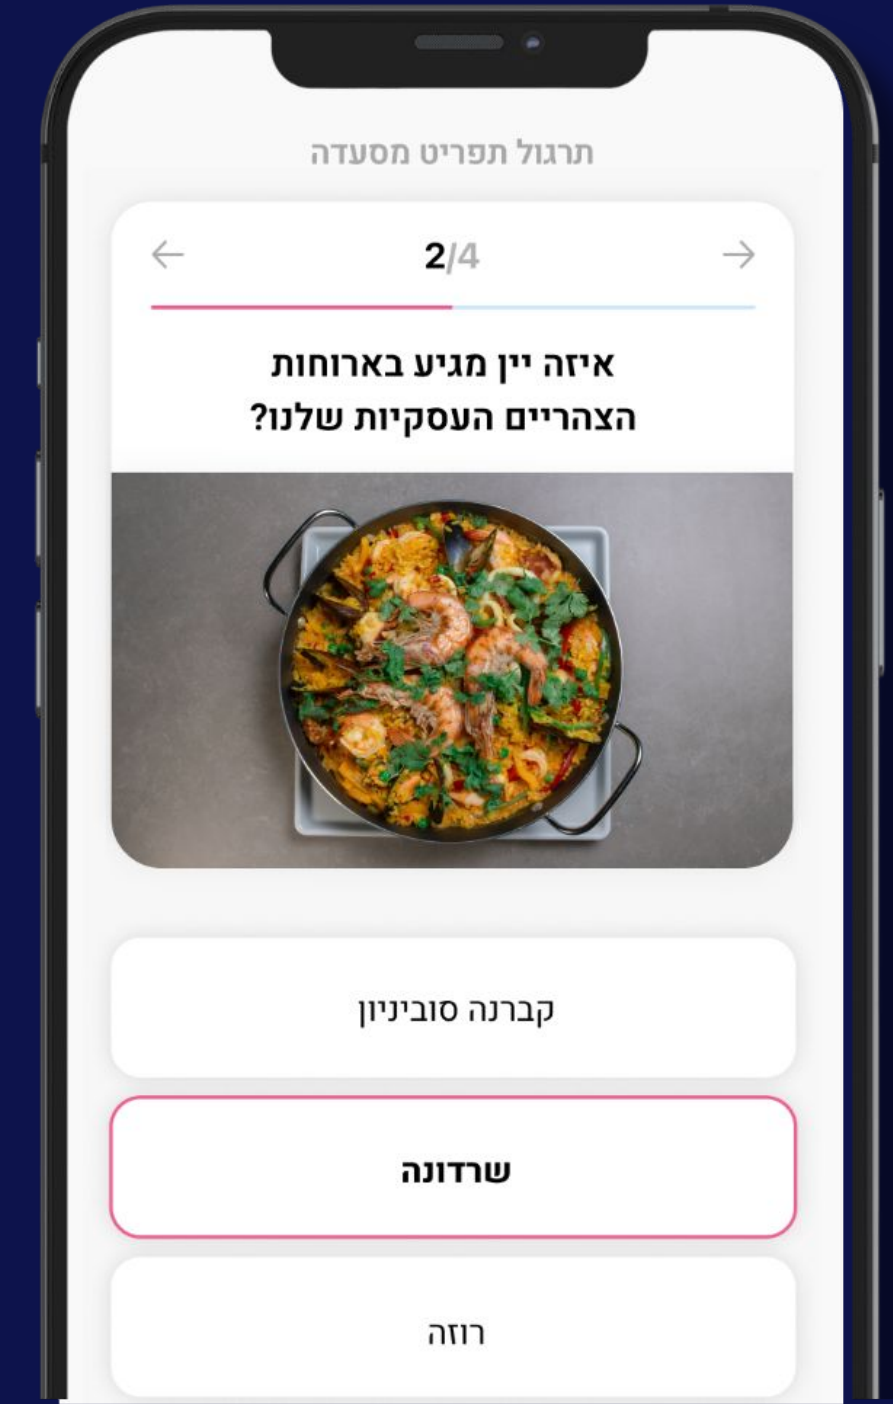 תרגול תפריט מסעדה
2/4
איזה יין מגיע בארוחות
הצהריים העסקיות שלנו?
קברנה סוביניון
שרדונה
רוזה